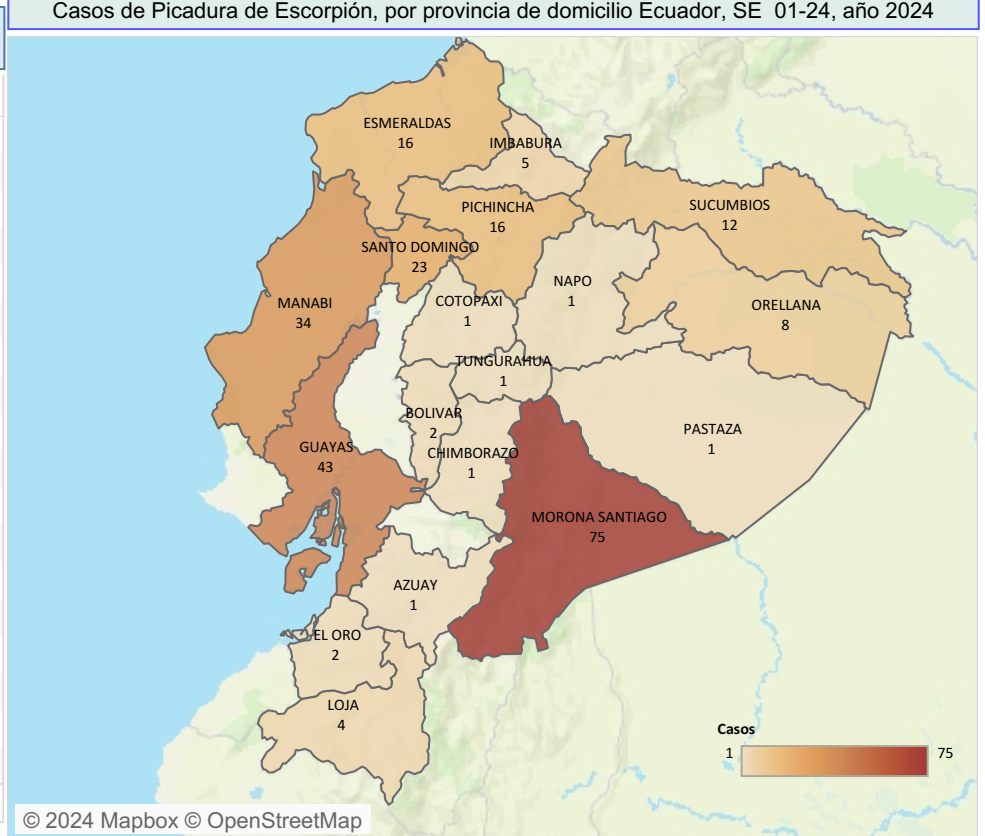 Casos de Picadura de Escorpión, por provincia de domicilio Ecuador, SE  01-24, año 2024
ESMERALDAS
16
IMBABURA
5
SUCUMBIOS
12
PICHINCHA
16
SANTO DOMINGO
23
NAPO
1
MANABI
34
COTOPAXI
1
ORELLANA
8
TUNGURAHUA
1
BOLIVAR
2
PASTAZA
1
GUAYAS
43
CHIMBORAZO
1
MORONA SANTIAGO
75
AZUAY
1
EL ORO
2
LOJA
4
Casos
1
75
© 2024 Mapbox © OpenStreetMap